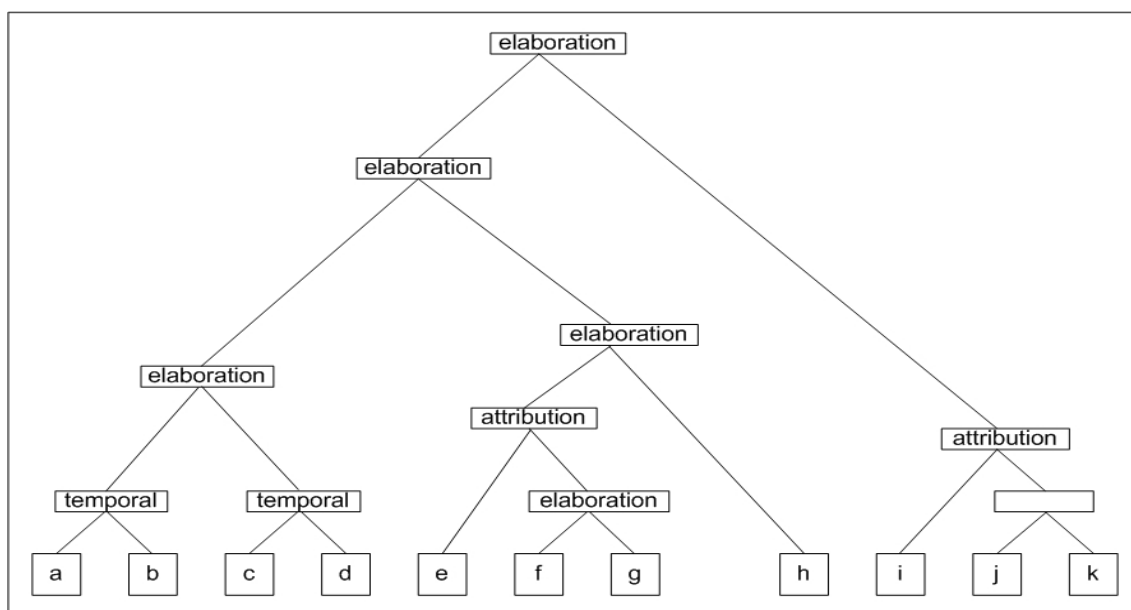 elaboration
elaboration
elaboration
elaboration
attribution
attribution
temporal temporal elaboration
a b c d e f g h i j k